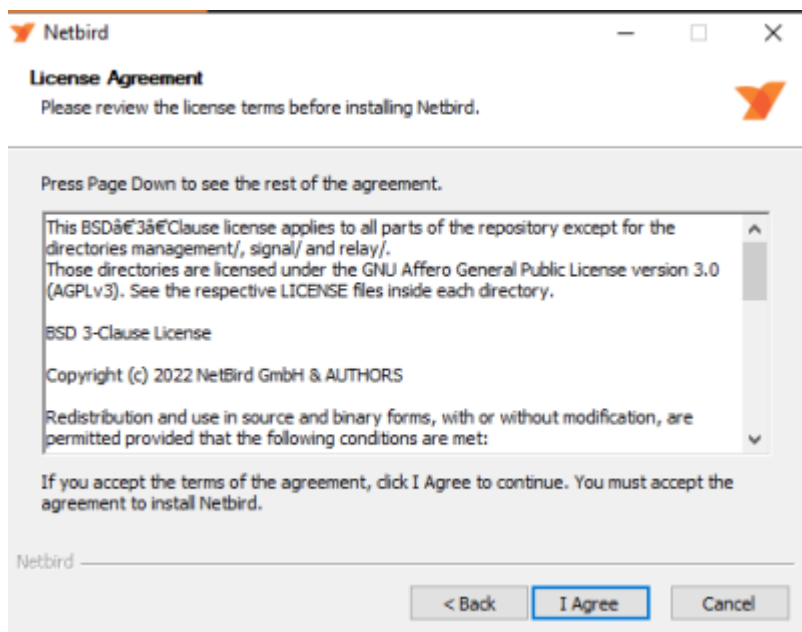 Netbird
License Agreement
Please review the license terms before installing Netbird.
Press Page Down to see the rest of the agreement.
This BSDâ€‘3â€‘Clause license applies to all parts of the repository except for the
directories management/, signal/ and relay/.
Those directories are licensed under the GNU Affero General Public License version 3.0
(AGPLv3). See the respective LICENSE files inside each directory.
BSD 3-Clause License
Copyright (c) 2022 NetBird GmbH & AUTHORS
Redistribution and use in source and binary forms, with or without modification, are
permitted provided that the following conditions are met:
If you accept the terms of the agreement, click I Agree to continue. You must accept the
agreement to install Netbird.
Netbird
< Back
I Agree
Cancel